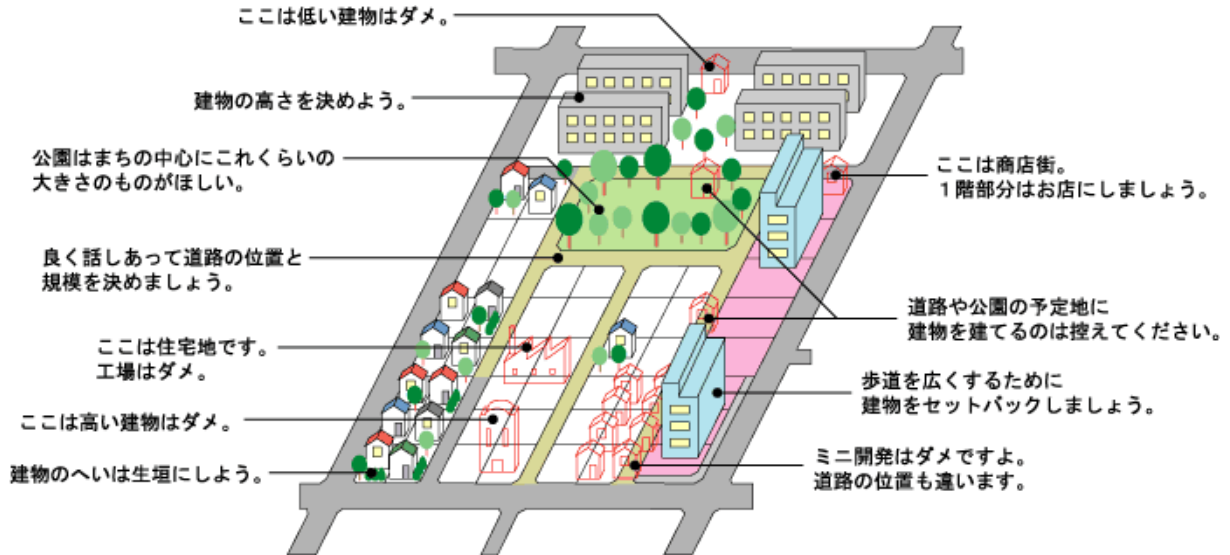 ここは低い建物はダメ。
建物の高さを決めよう。
公園はまちの中心にこれくらいの
大きさのものがほしい。
良く話しあって道路の位置と
規模を決めましょう。
ここは住宅地です。
工場はダメ。
ここは高い建物はダメ。
建物のへいは生垣にしよう。
ここは商店街。
1階部分はお店にしましょう。
道路や公園の予定地に
建物を建てるのは控えてください。
歩道を広くするために
建物をセットバックしましょう。
ミニ開発はダメですよ。
道路の位置も違います。